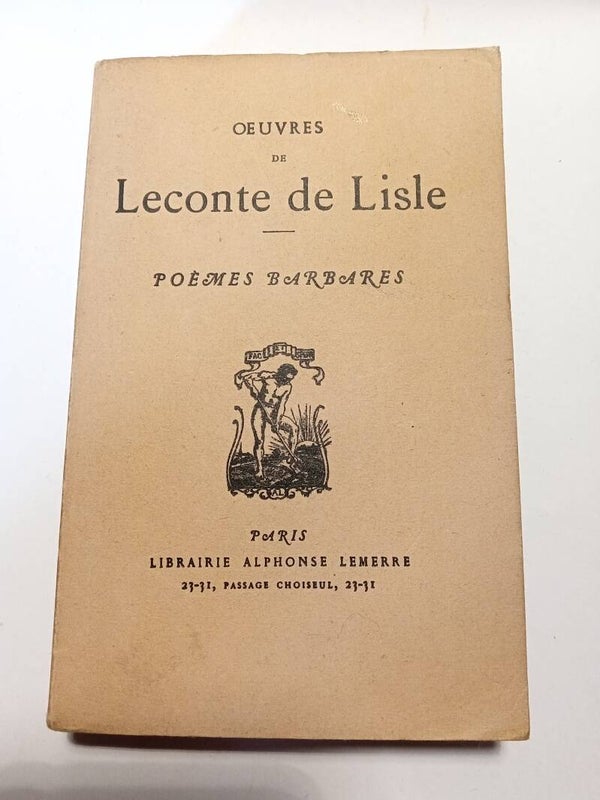 OEUVRES
DE
Leconte de Lisle
POÈMES BARBARES
FAC ET SPERA
AL
PARIS
LIBRAIRIE ALPHONSE LEMERRE
23-31, PASSAGE CHOISEUL, 23-31